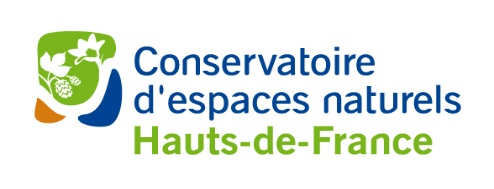 Conservatoire
d'espaces naturels
Hauts-de-France